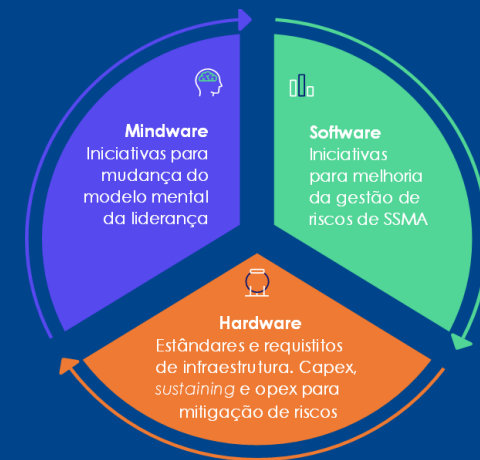 Mindware
Iniciativas para
mudança do
modelo mental
da liderança
Software
Iniciativas
para melhoria
da gestão de
riscos de SSMA
Hardware
Estândares e requistitos
de infraestrutura. Capex,
sustaining e opex para
mitigação de riscos